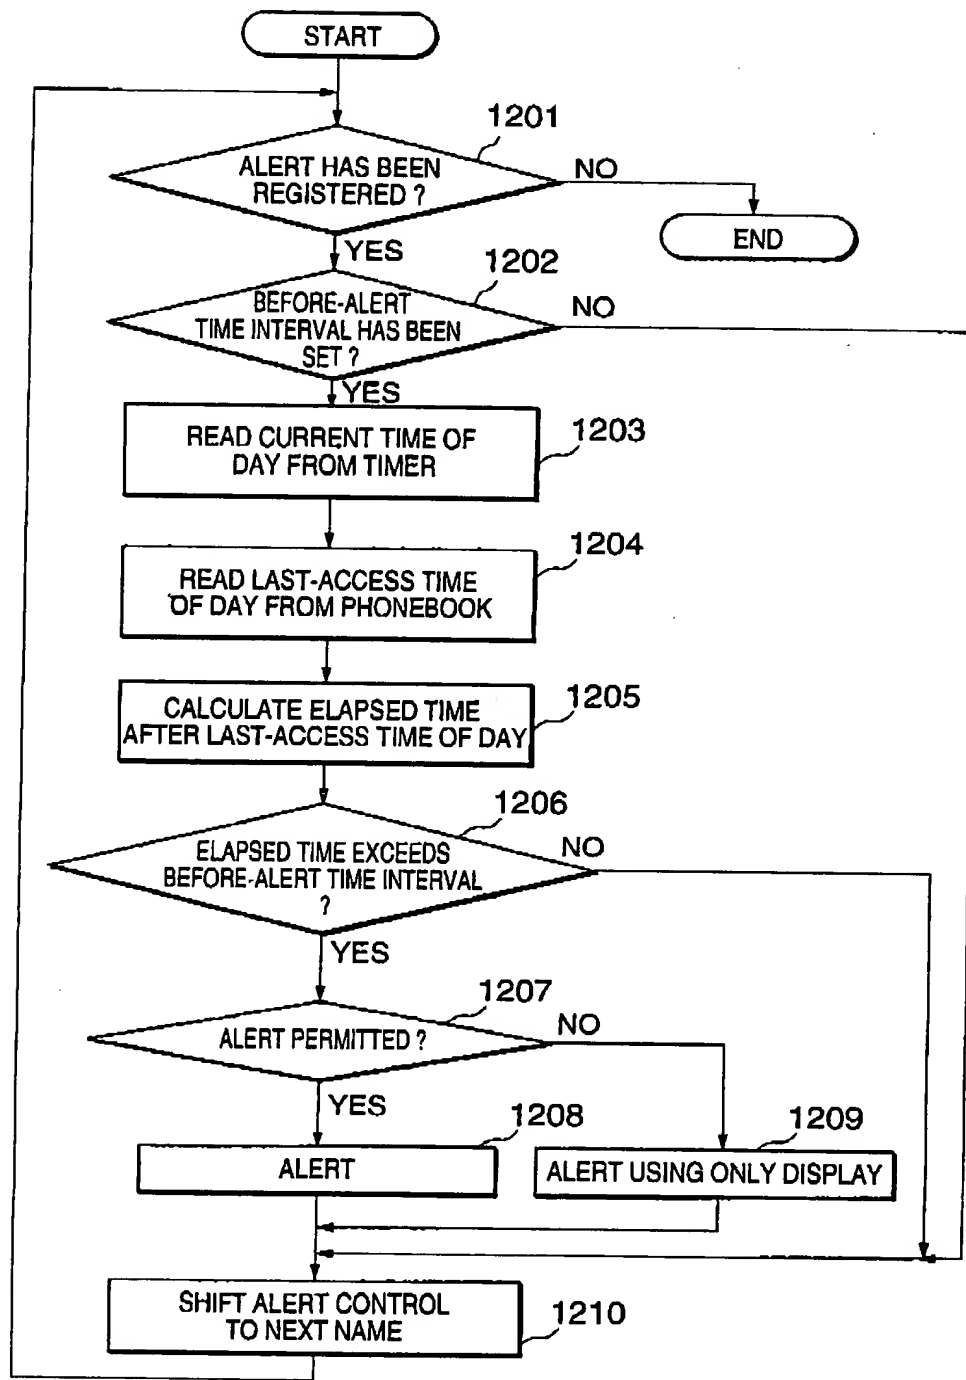 START
1201
ALERT HAS BEEN
REGISTERED ?
NO
END
YES
1202
BEFORE-ALERT
TIME INTERVAL HAS BEEN
SET ?
NO
YES
1203
READ CURRENT TIME OF
DAY FROM TIMER
1204
READ LAST-ACCESS TIME
OF DAY FROM PHONEBOOK
1205
CALCULATE ELAPSED TIME
AFTER LAST-ACCESS TIME OF DAY
1206
ELAPSED TIME EXCEEDS
BEFORE-ALERT TIME INTERVAL
?
NO
YES
1207
ALERT PERMITTED ?
NO
YES
1208
ALERT
1209
ALERT USING ONLY DISPLAY
SHIFT ALERT CONTROL
TO NEXT NAME
1210